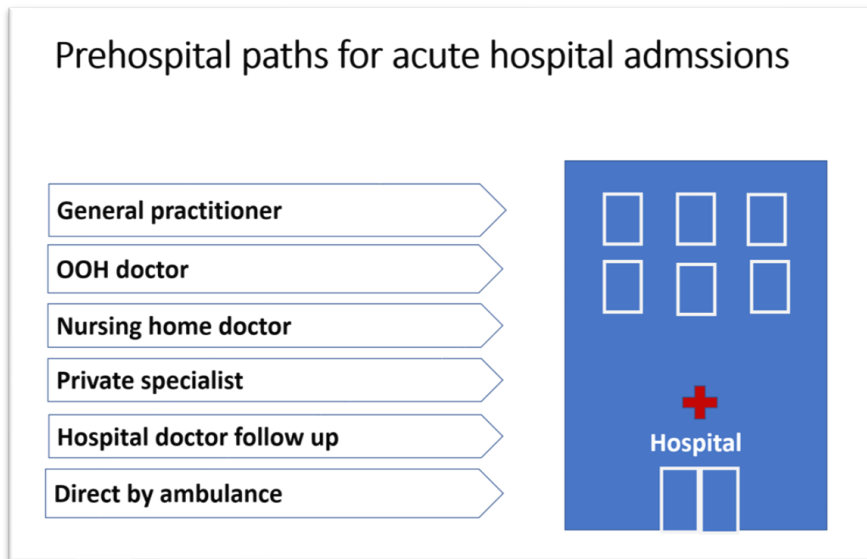 Prehospital paths for acute hospital admssions
General practitioner
OOH doctor
Nursing home doctor
Private specialist
Hospital doctor follow up
Direct by ambulance
Hospital